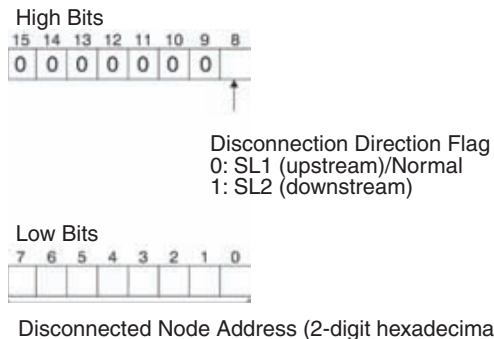 High Bits
15 14 13 12 11 10 9 8
0 0 0 0 0 0 0
Disconnection Direction Flag
0: SL1 (upstream)/Normal
1: SL2 (downstream)
Low Bits
7 6 5 4 3 2 1 0
Disconnected Node Address (2-digit hexadecima